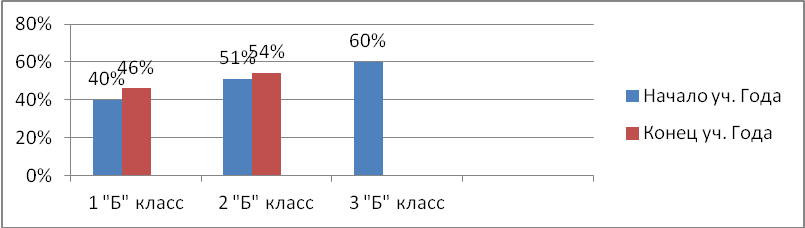 80%
60%
40%
20%
0%
40%
46%
51%
54%
60%
1 "Б" класс
2 "Б" класс
3 "Б" класс
Начало уч. Года
Конец уч. Года